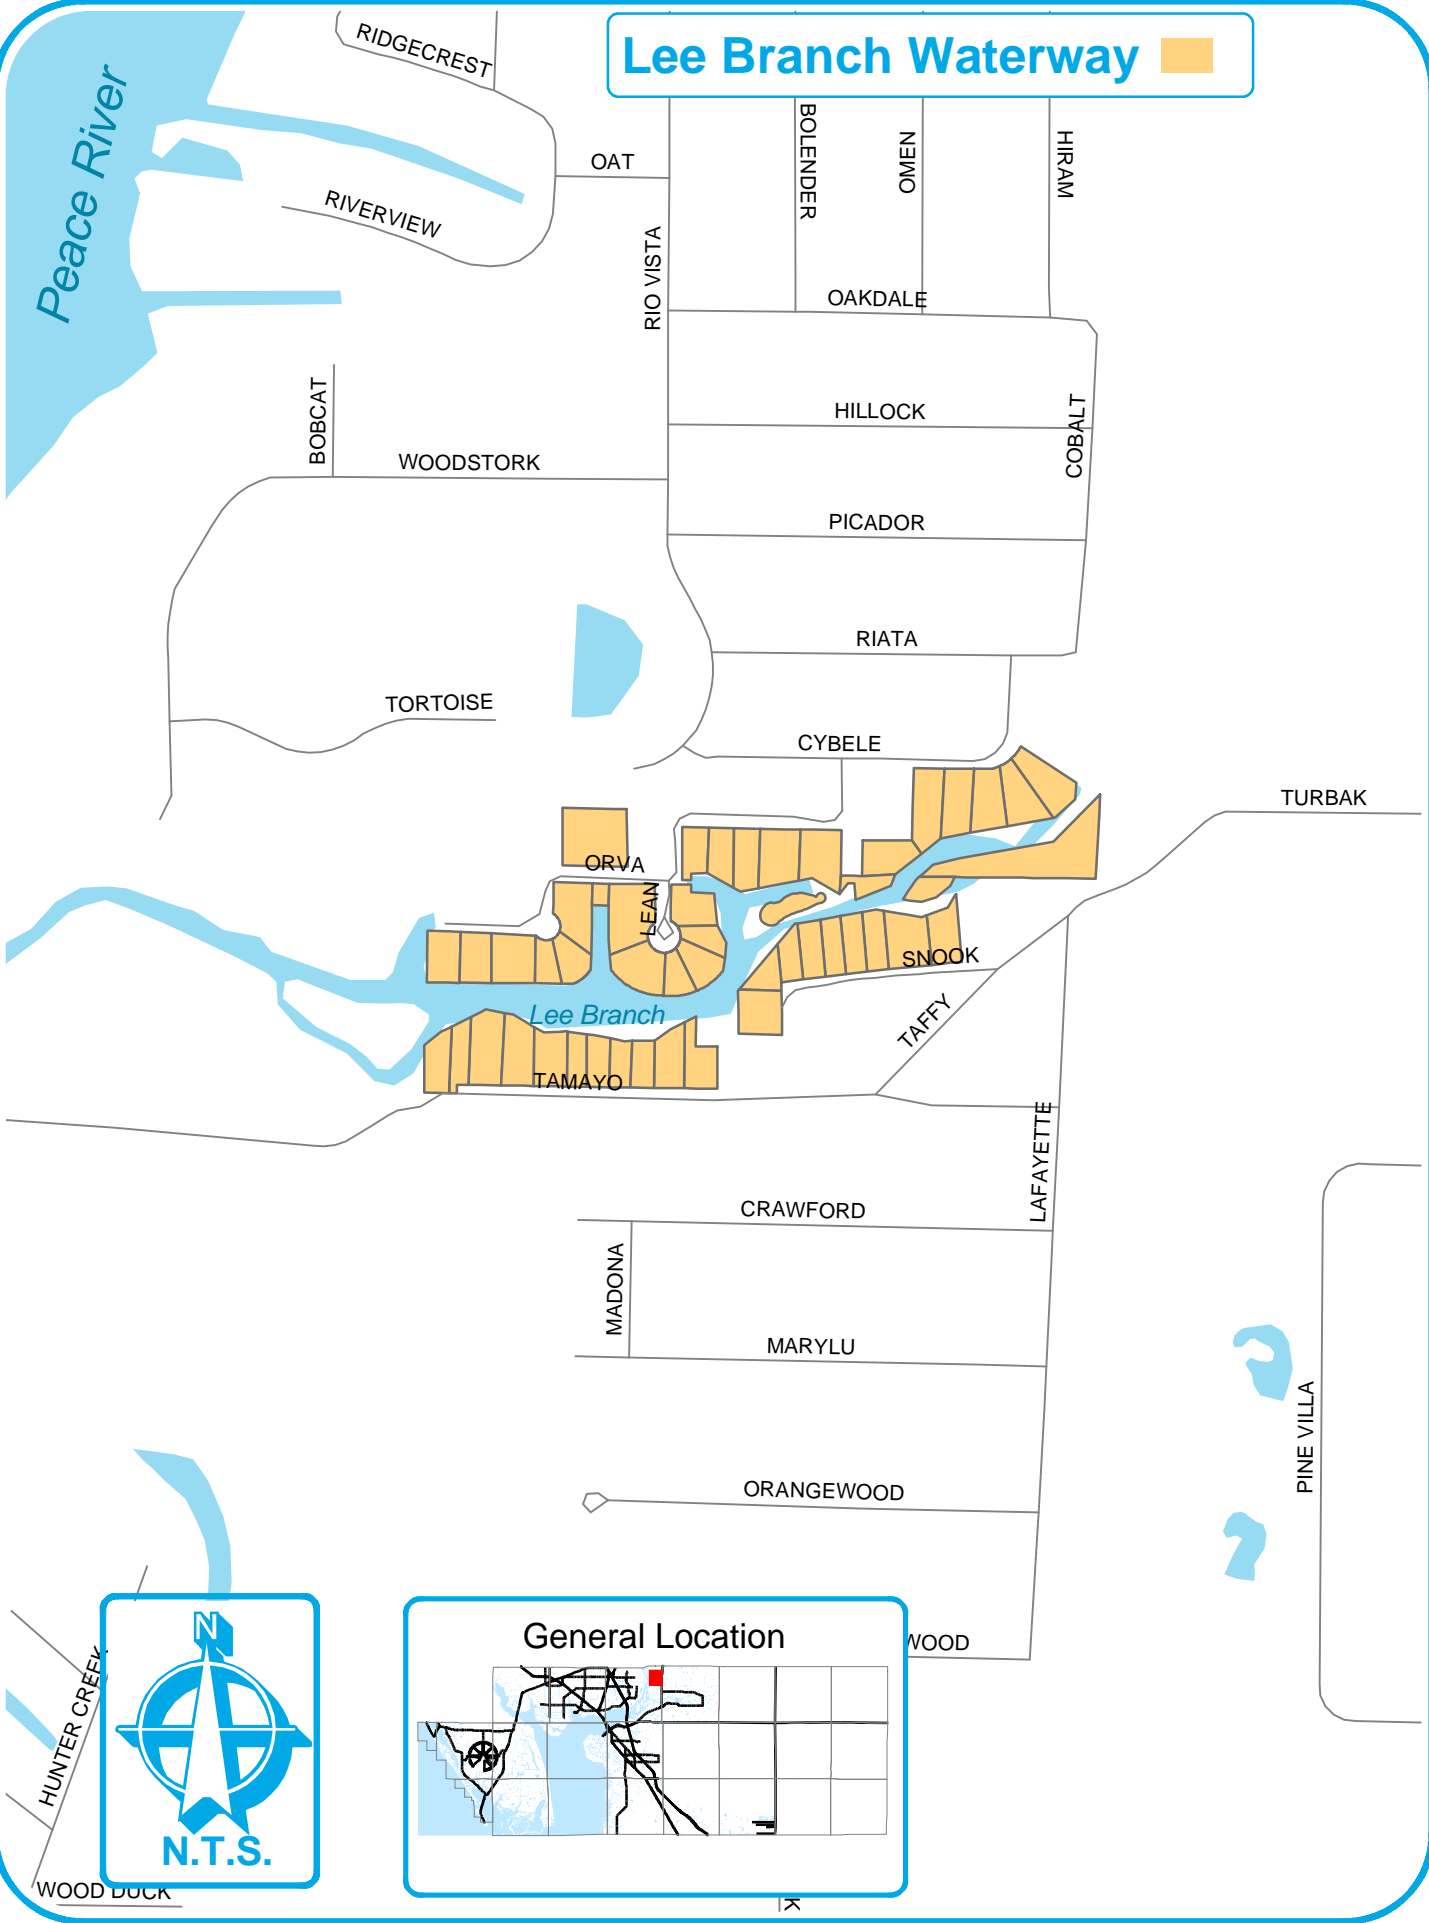 Lee Branch Waterway
RIDGECREST
Peace River
BOLENDER
OMEN
HIRAM
OAT
RIVERVIEW
RIO VISTA
OAKDALE
BOBCAT
HILLOCK
COBALT
WOODSTORK
PICADOR
RIATA
TORTOISE
CYBELE
TURBAK
ORVA
LEAN
SNOOK
Lee Branch
TAFFY
TAMAYO
LAFAYETTE
CRAWFORD
MADONA
MARYLU
PINE VILLA
ORANGEWOOD
N
General Location
WOOD
HUNTER CREEK
N.T.S.
WOOD DUCK
K